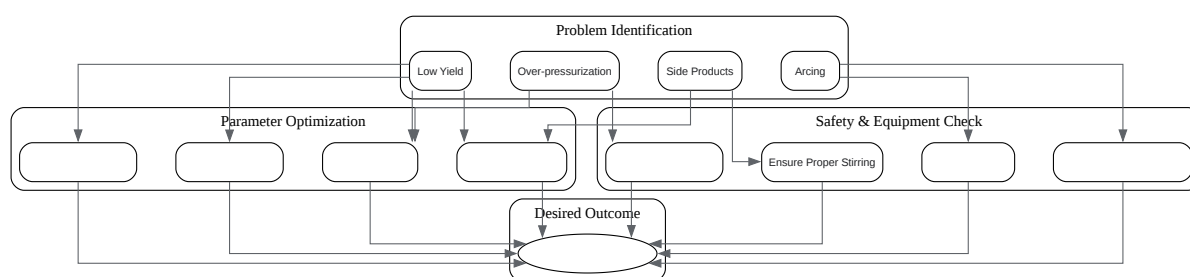 Problem Identification
Low Yield
Over-pressurization
Side Products
Arcing
Parameter Optimization
Safety & Equipment Check
Ensure Proper Stirring
Desired Outcome